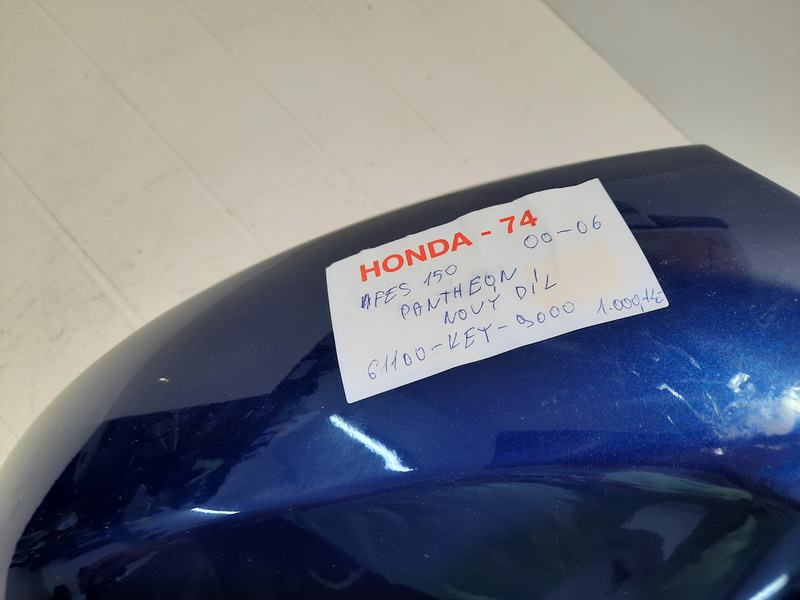 HONDA - 74
00-06
FES 150
PANTHEON
NOVÝ DÍL
61100-KEY-9000 1.000,-Kč